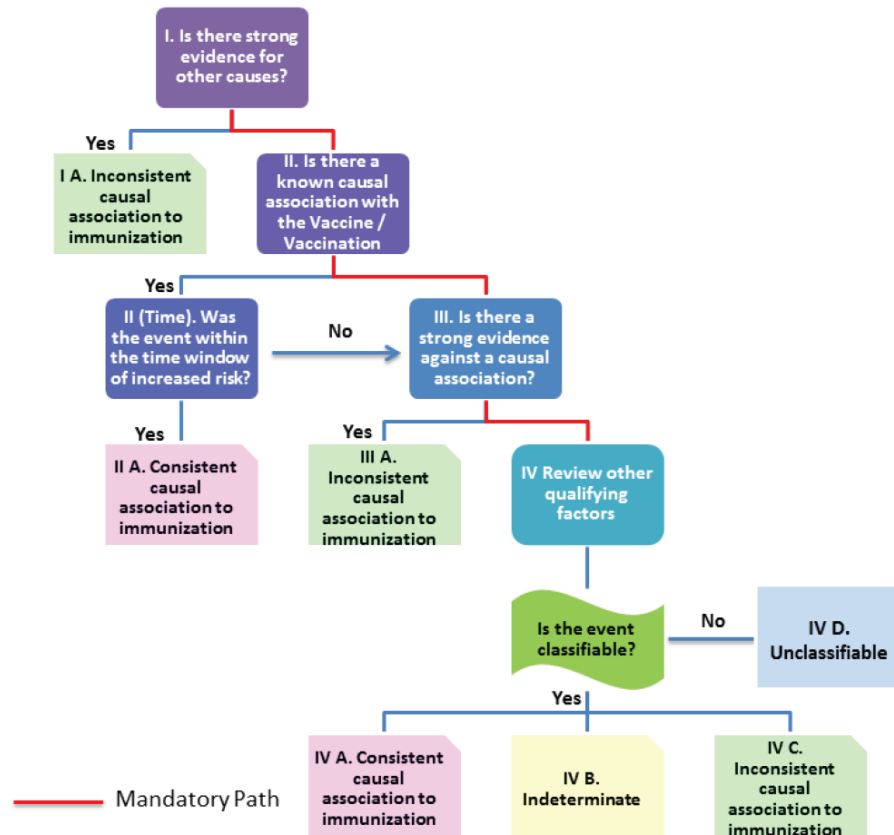 I. Is there strong
evidence for
other causes?
Yes
I A. Inconsistent
causal
association to
immunization
II. Is there a
known causal
association with
the Vaccine /
Vaccination
Yes
II (Time). Was
the event within
the time window
of increased risk?
No
III. Is there a
strong evidence
against a causal
association?
Yes
II A. Consistent
causal
association to
immunization
Yes
III A.
Inconsistent
causal
association to
immunization
IV Review other
qualifying
factors
Is the event
classifiable?
No
IV D.
Unclassifiable
Yes
IV A. Consistent
causal
association to
immunization
IV B.
Indeterminate
IV C.
Inconsistent
causal
association to
immunization
Mandatory Path